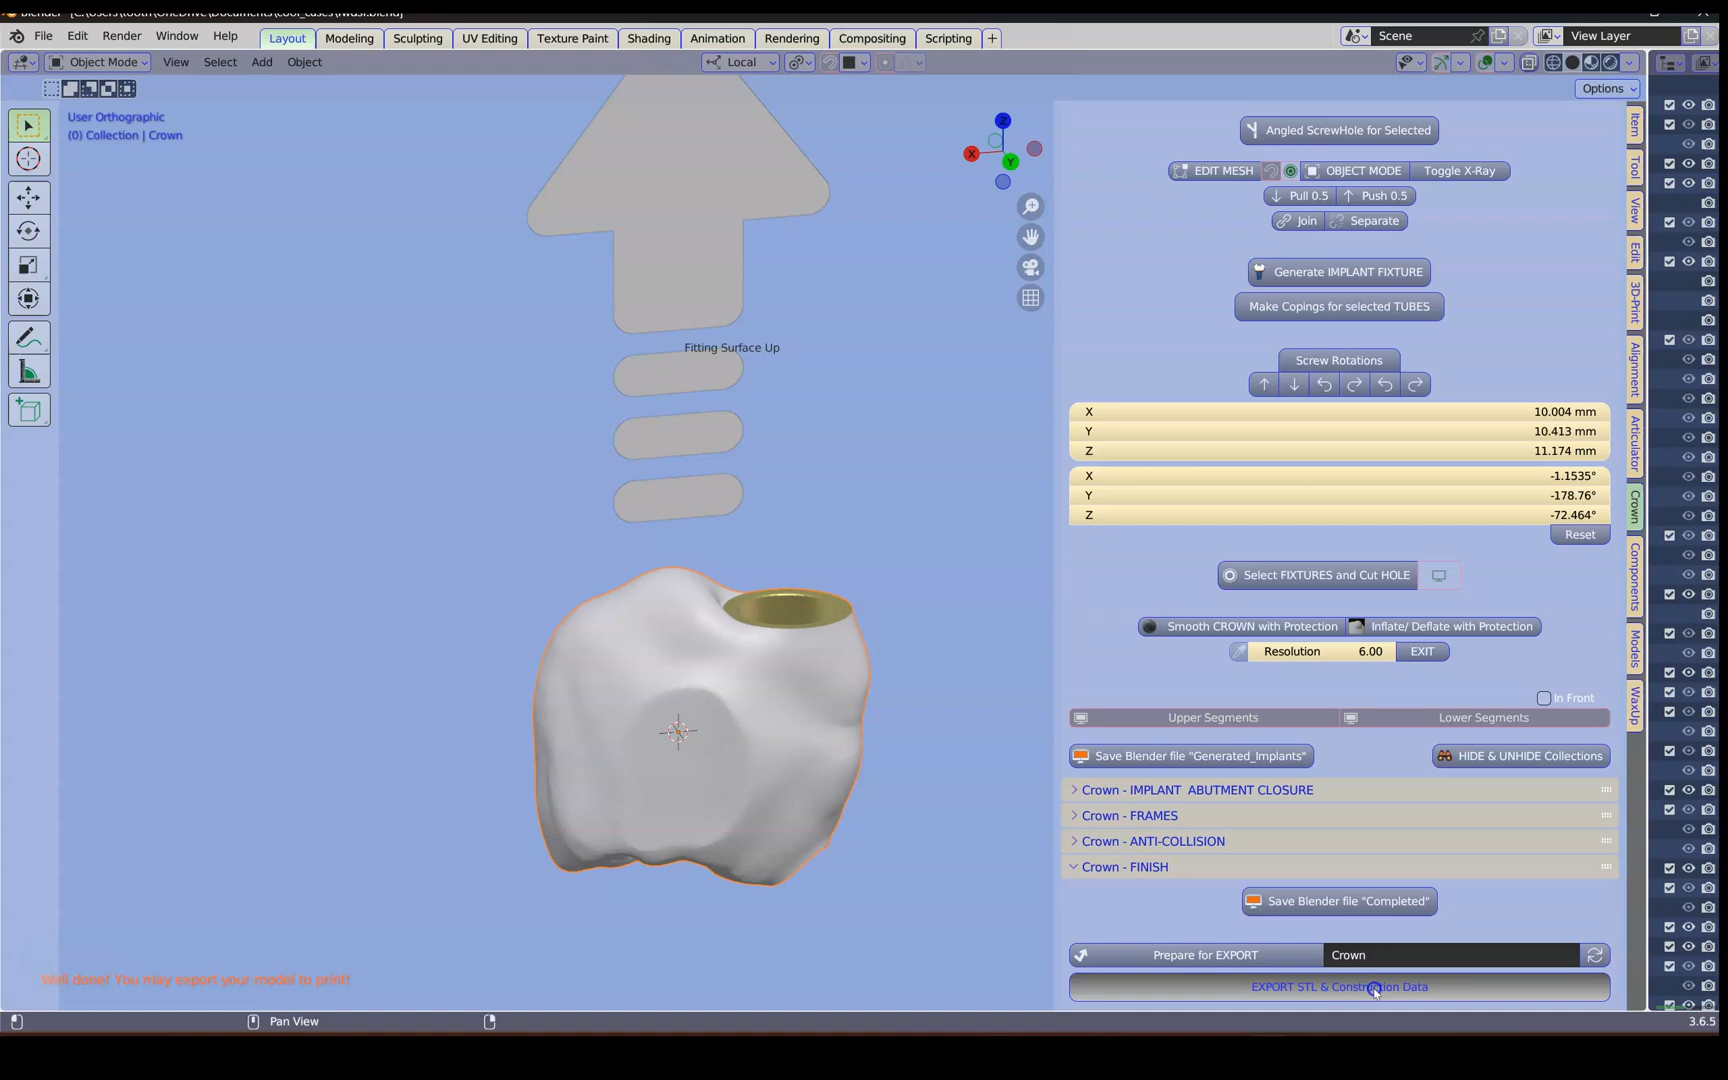 Blender
File Edit Render Window Help
Layout Modeling Sculpting UV Editing Texture Paint Shading Animation Rendering Compositing Scripting +
Scene
View Layer
Object Mode View Select Add Object
Local
Options
User Orthographic
(0) Collection | Crown
Z
X
Y
Fitting Surface Up
Angled ScrewHole for Selected
EDIT MESH OBJECT MODE Toggle X-Ray
Pull 0.5 Push 0.5
Join Separate
Generate IMPLANT FIXTURE
Make Copings for selected TUBES
Screw Rotations
X 10.004 mm
Y 10.413 mm
Z 11.174 mm
X -1.1535°
Y -178.76°
Z -72.464°
Reset
Select FIXTURES and Cut HOLE
Smooth CROWN with Protection Inflate/ Deflate with Protection
Resolution 6.00 EXIT
In Front
Upper Segments Lower Segments
Save Blender file "Generated_Implants" HIDE & UNHIDE Collections
Crown - IMPLANT ABUTMENT CLOSURE
Crown - FRAMES
Crown - ANTI-COLLISION
Crown - FINISH
Save Blender file "Completed"
Prepare for EXPORT Crown
EXPORT STL & Construction Data
Item
Tool
View
Edit
3D-Print
Alignment
Articulator
Crown
Components
Models
WaxUp
Well done! You may export your model to print!
Pan View
3.6.5